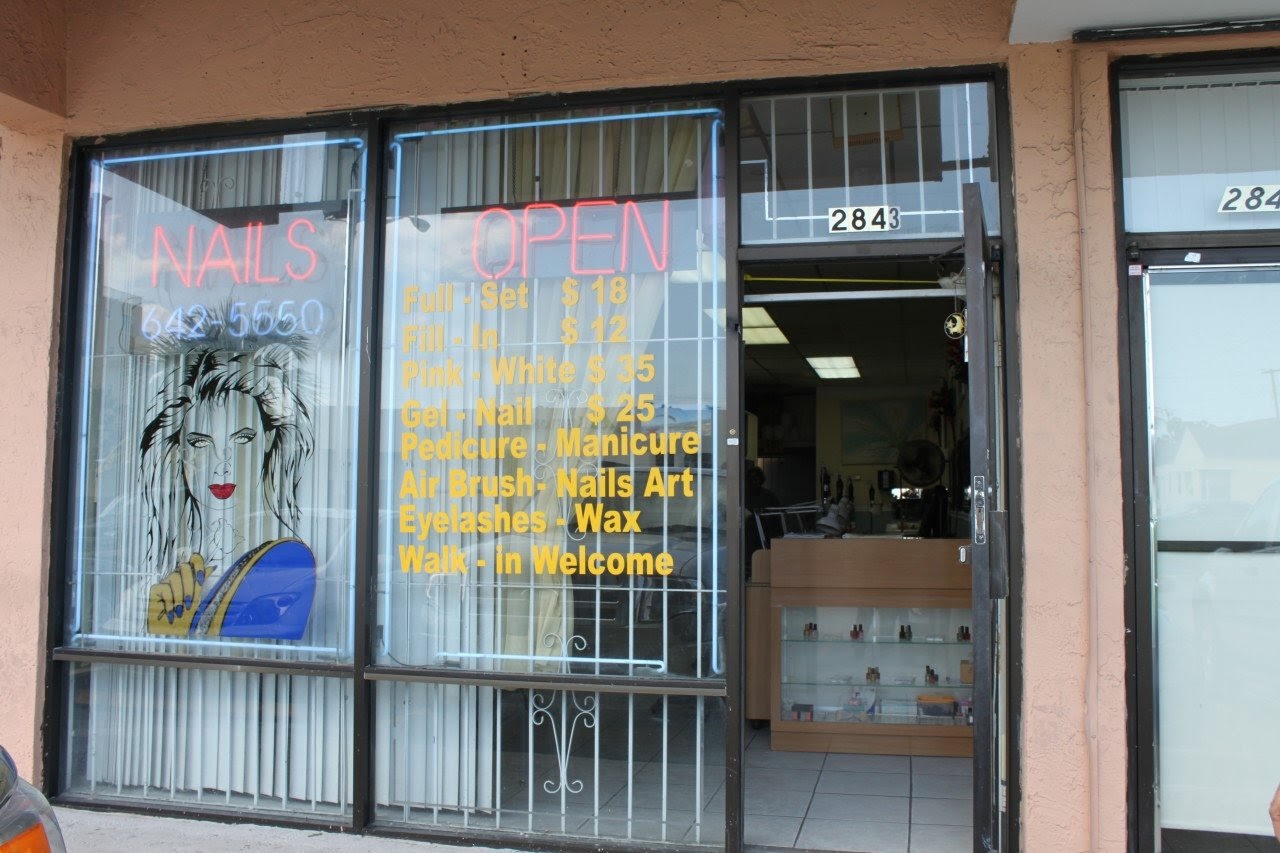 NAILS
642-5550
OPEN
Full - Set $ 18
Fill - In $ 12
Pink - White $ 35
Gel - Nail $ 25
Pedicure - Manicure
Air Brush- Nails Art
Eyelashes - Wax
Walk - in Welcome
2843
284